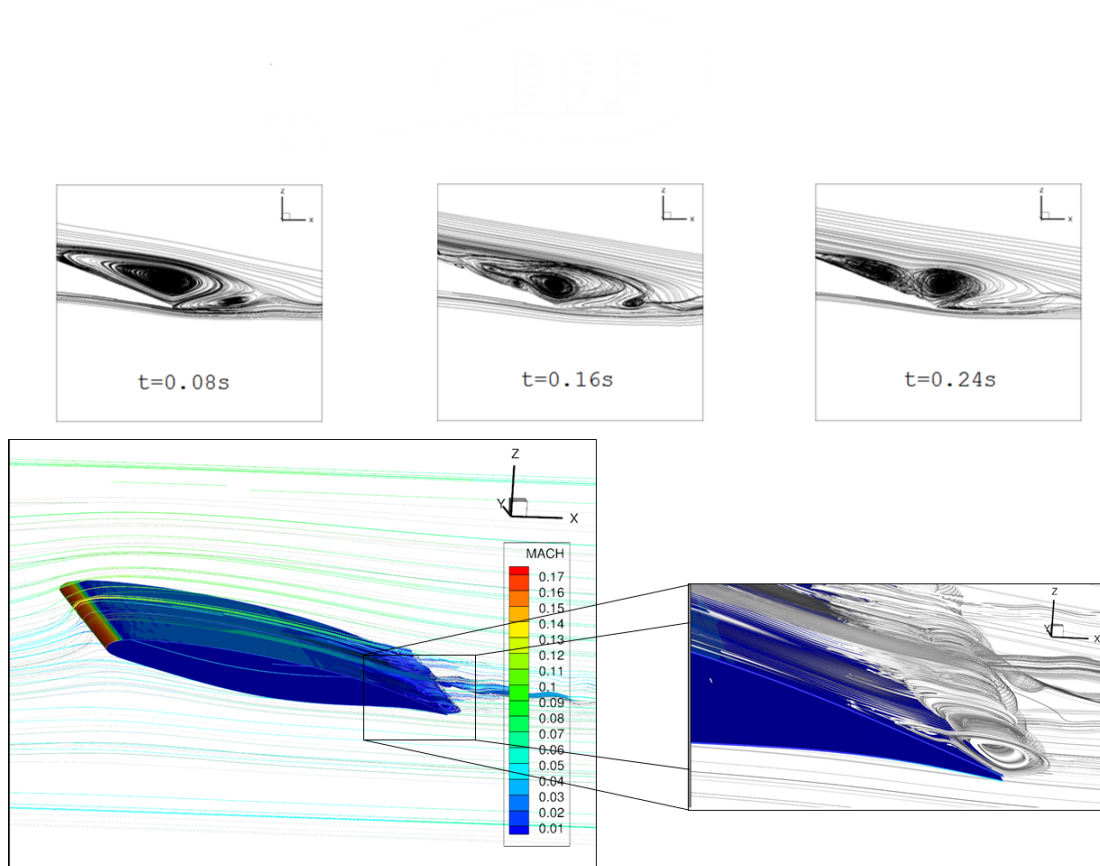 z
x
z
x
z
x
t=0.08s
t=0.16s
t=0.24s
Z
Y
X
MACH
0.17
0.16
0.15
0.14
0.13
0.12
0.11
0.1
0.09
0.08
0.07
0.06
0.05
0.04
0.03
0.02
0.01
Z
Y
X